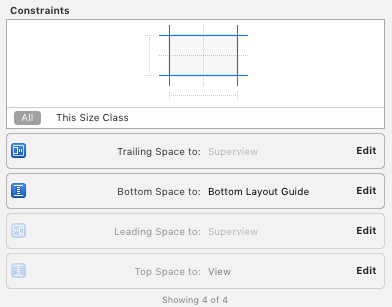 Constraints
All This Size Class
Trailing Space to: Superview Edit
Bottom Space to: Bottom Layout Guide Edit
Leading Space to: Superview Edit
Top Space to: View Edit
Showing 4 of 4